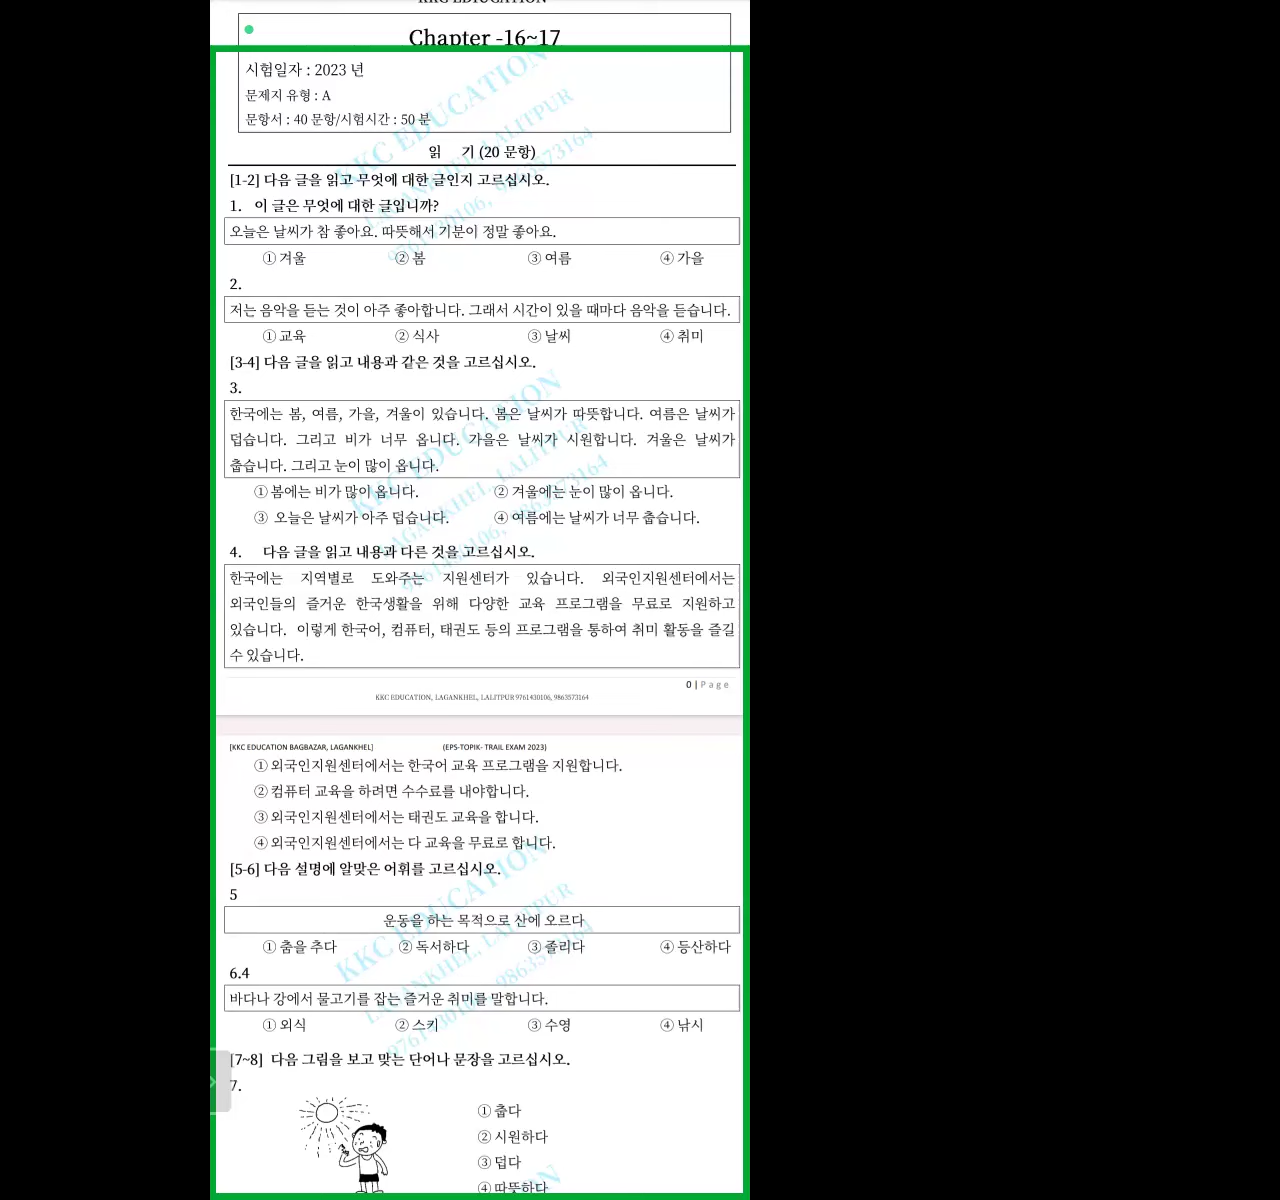 KKC EDUCATION
Chapter -16~17
시험일자 : 2023 년
문제지 유형 : A
문항서 : 40 문항/시험시간 : 50 분
읽 기 (20 문항)
[1-2] 다음 글을 읽고 무엇에 대한 글인지 고르십시오.
1. 이 글은 무엇에 대한 글입니까?
오늘은 날씨가 참 좋아요. 따뜻해서 기분이 정말 좋아요.
① 겨울 ② 봄 ③ 여름 ④ 가을
2.
저는 음악을 듣는 것이 아주 좋아합니다. 그래서 시간이 있을 때마다 음악을 듣습니다.
① 교육 ② 식사 ③ 날씨 ④ 취미
[3-4] 다음 글을 읽고 내용과 같은 것을 고르십시오.
3.
한국에는 봄, 여름, 가을, 겨울이 있습니다. 봄은 날씨가 따뜻합니다. 여름은 날씨가
덥습니다. 그리고 비가 너무 옵니다. 가을은 날씨가 시원합니다. 겨울은 날씨가
춥습니다. 그리고 눈이 많이 옵니다.
① 봄에는 비가 많이 옵니다. ② 겨울에는 눈이 많이 옵니다.
③ 오늘은 날씨가 아주 덥습니다. ④ 여름에는 날씨가 너무 춥습니다.
4. 다음 글을 읽고 내용과 다른 것을 고르십시오.
한국에는 지역별로 도와주는 지원센터가 있습니다. 외국인지원센터에서는
외국인들의 즐거운 한국생활을 위해 다양한 교육 프로그램을 무료로 지원하고
있습니다. 이렇게 한국어, 컴퓨터, 태권도 등의 프로그램을 통하여 취미 활동을 즐길
수 있습니다.
0 | Page
KKC EDUCATION, LAGANKHEL, LALITPUR 9761430106, 9863573164
[KKC EDUCATION BAGBAZAR, LAGANKHEL] (EPS-TOPIK- TRAIL EXAM 2023)
① 외국인지원센터에서는 한국어 교육 프로그램을 지원합니다.
② 컴퓨터 교육을 하려면 수수료를 내야합니다.
③ 외국인지원센터에서는 태권도 교육을 합니다.
④ 외국인지원센터에서는 다 교육을 무료로 합니다.
[5-6] 다음 설명에 알맞은 어휘를 고르십시오.
5
운동을 하는 목적으로 산에 오르다
① 춤을 추다 ② 독서하다 ③ 졸리다 ④ 등산하다
6.4
바다나 강에서 물고기를 잡는 즐거운 취미를 말합니다.
① 외식 ② 스키 ③ 수영 ④ 낚시
[7~8] 다음 그림을 보고 맞는 단어나 문장을 고르십시오.
7.
① 춥다
② 시원하다
③ 덥다
④ 따뜻하다